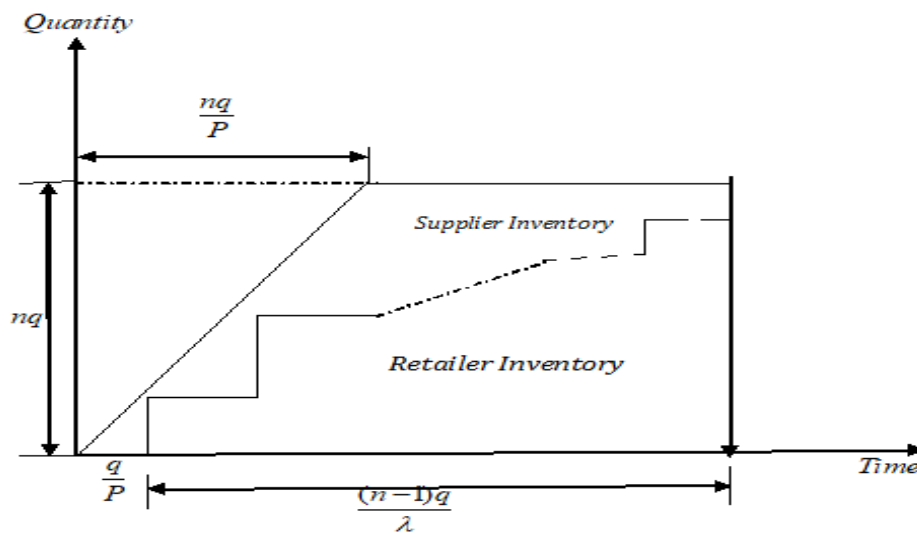 Quantity
nq
P
Supplier Inventory
nq
Retailer Inventory
q
P
(n-1)q
λ
Time